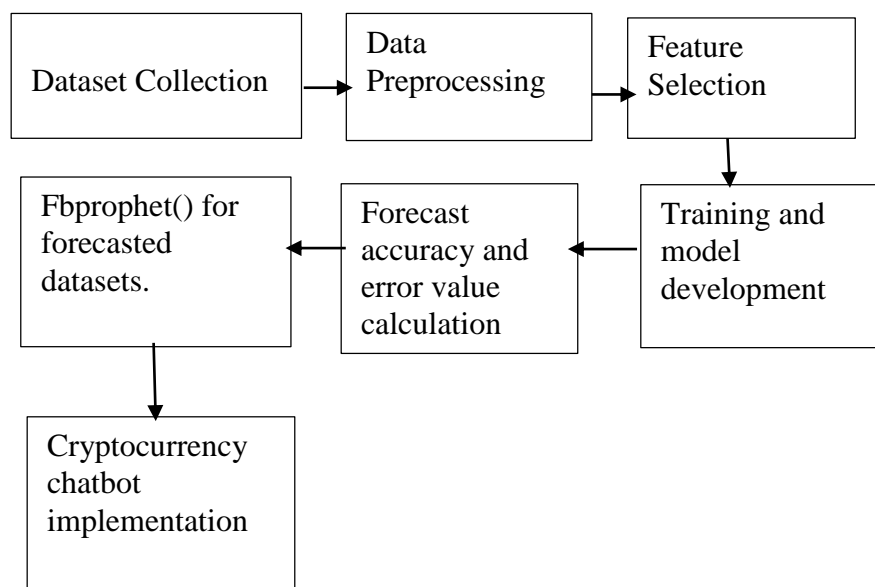 Dataset Collection
Data
Preprocessing
Feature
Selection
Training and
model
development
Forecast
accuracy and
error value
calculation
Fbprophet() for
forecasted
datasets.
Cryptocurrency
chatbot
implementation